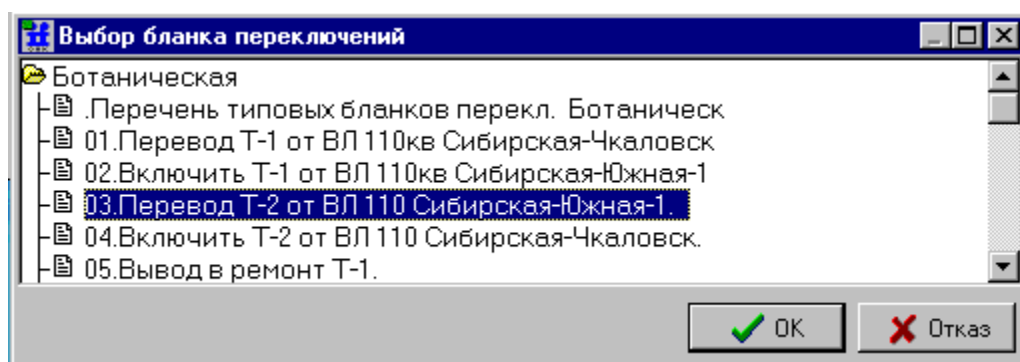 Выбор бланка переключений
Ботаническая
.Перечень типовых бланков перекл. Ботаническ
01.Перевод Т-1 от ВЛ 110кв Сибирская-Чкаловск
02.Включить Т-1 от ВЛ 110кв Сибирская-Южная-1
03.Перевод Т-2 от ВЛ 110 Сибирская-Южная-1.
04.Включить Т-2 от ВЛ 110 Сибирская-Чкаловск.
05.Вывод в ремонт Т-1.
OK Отказ